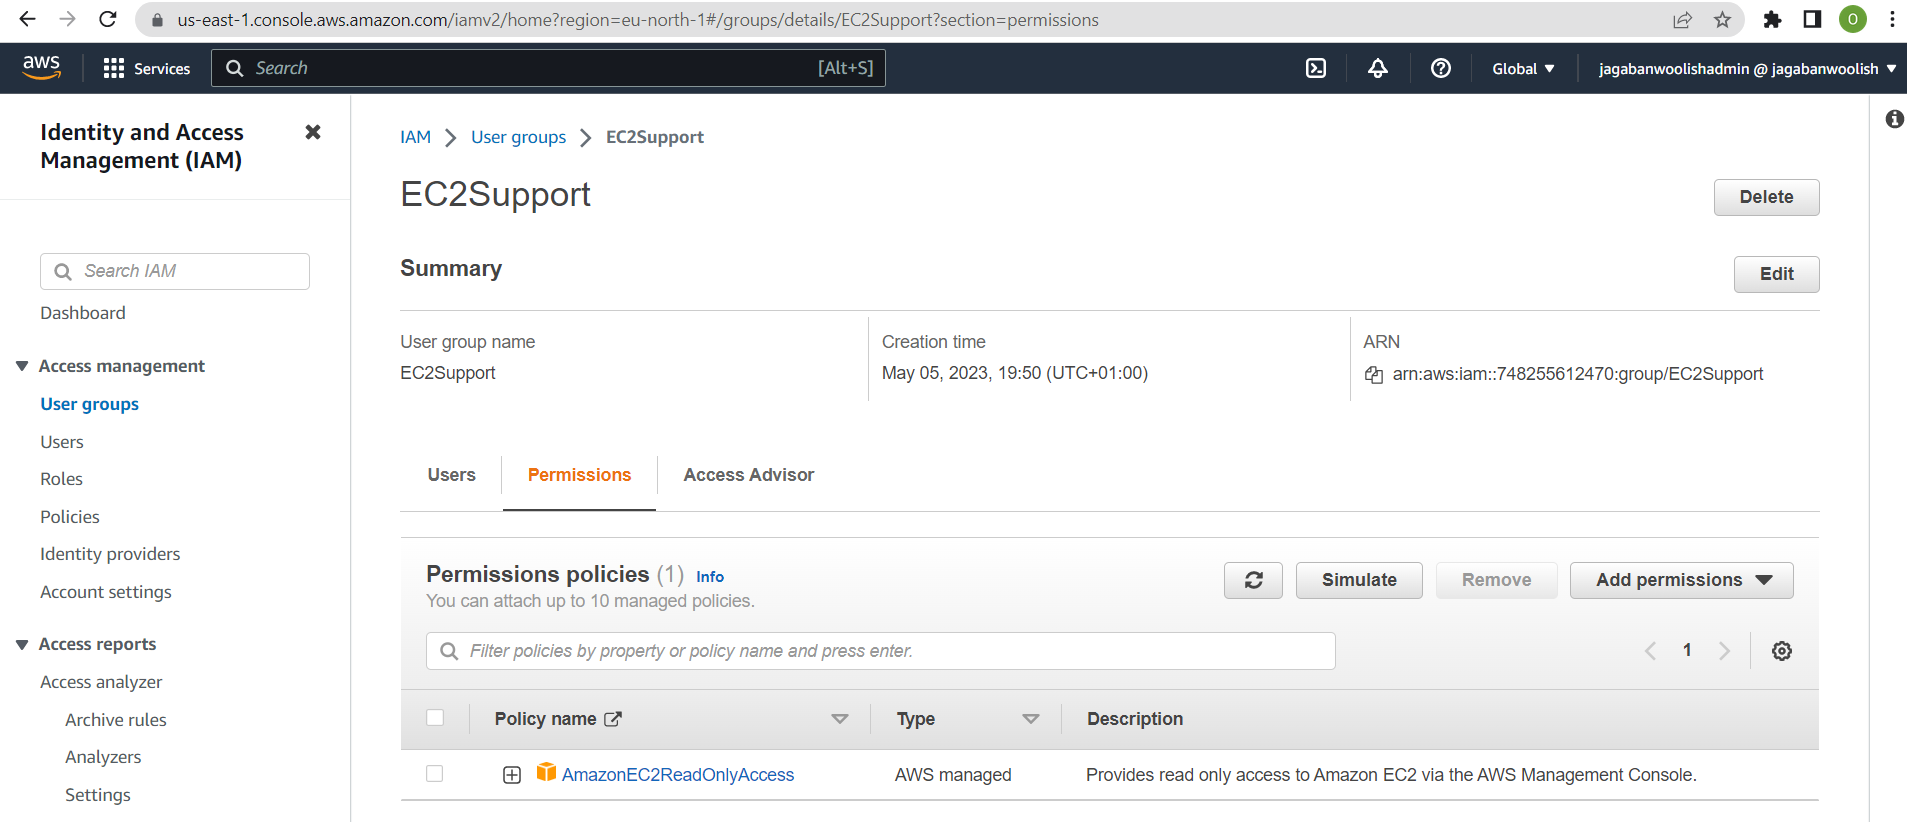 us-east-1.console.aws.amazon.com/iamv2/home?region=eu-north-1#/groups/details/EC2Support?section=permissions
O
aws
Services
Search
[Alt+S]
Global
jagabanwoolishadmin @ jagabanwoolish
Identity and Access
Management (IAM)
Search IAM
Dashboard
Access management
User groups
Users
Roles
Policies
Identity providers
Account settings
Access reports
Access analyzer
Archive rules
Analyzers
Settings
IAM
User groups
EC2Support
EC2Support
Delete
Summary
Edit
User group name
EC2Support
Creation time
May 05, 2023, 19:50 (UTC+01:00)
ARN
arn:aws:iam::748255612470:group/EC2Support
Users
Permissions
Access Advisor
Permissions policies (1) Info
You can attach up to 10 managed policies.
Simulate
Remove
Add permissions
Filter policies by property or policy name and press enter.
1
Policy name
Type
Description
AmazonEC2ReadOnlyAccess
AWS managed
Provides read only access to Amazon EC2 via the AWS Management Console.